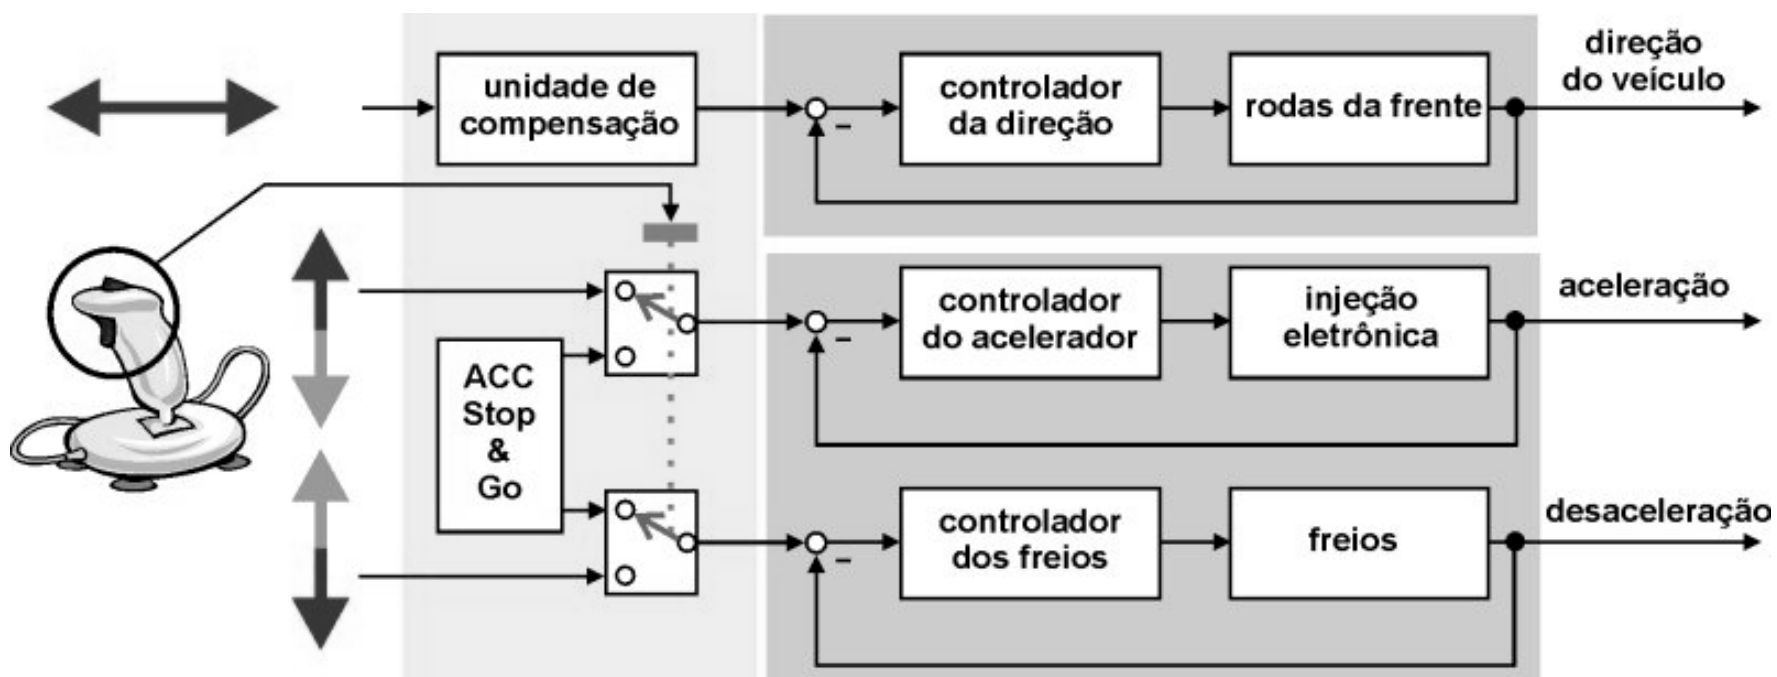 unidade de
compensação
controlador
da direção
rodas da frente
direção
do veículo
–
ACC
Stop
&
Go
controlador
do acelerador
injeção
eletrônica
aceleração
–
controlador
dos freios
freios
desaceleração
–